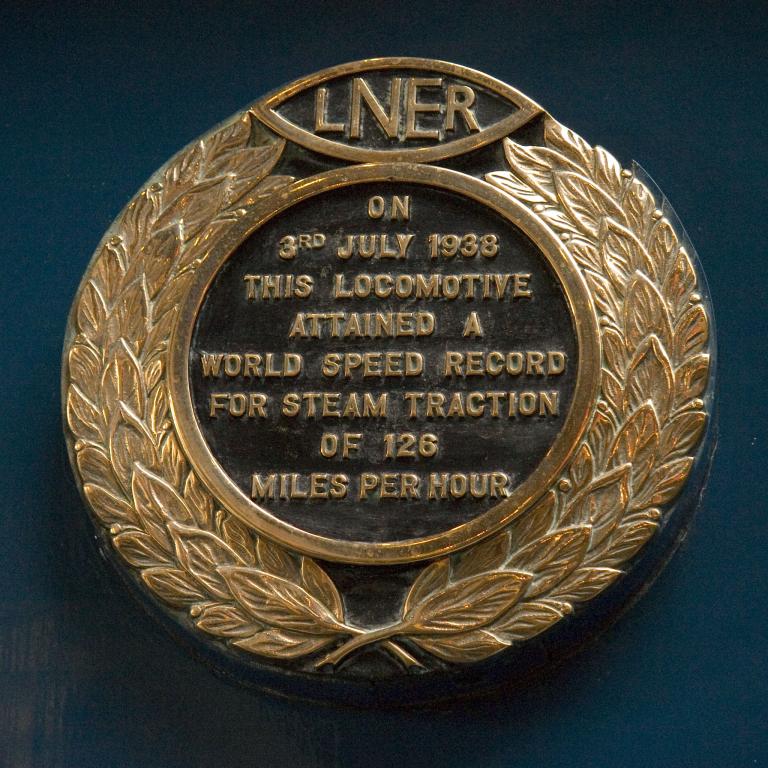 LNER
ON
3RD JULY 1938
THIS LOCOMOTIVE
ATTAINED A
WORLD SPEED RECORD
FOR STEAM TRACTION
OF 126
MILES PER HOUR